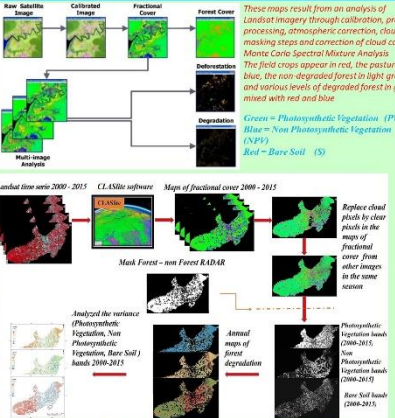 Raw Satellite
Image
Calibrated
Image
Fractional
Cover
Forest Cover
Deforestation
Degradation
Multi-image
Analysis
These maps result from an analysis of
Landsat imagery through calibration, pre
processing, atmospheric correction, clou
masking steps and correction of cloud co
Monte Carlo Spectral Mixture Analysis
The field crops appear in red, the pastur
blue, the non-degraded forest in light gr
and various levels of degraded forest in
mixed with red and blue
Green = Photosynthetic Vegetation (P
Blue = Non Photosynthetic Vegetation
(NPV)
Red = Bare Soil (S)
andsat time serie 2000 - 2015
CLASlite software
Maps of fractional cover 2000 - 2015
CLASlite
Replace cloud
pixels by clear
pixels in the
maps of
fractional
cover from
other images
in the same
season
Mask Forest – non Forest RADAR
Analyzed the variance
(Photosynthetic
Vegetation, Non
Photosynthetic
Vegetation, Bare Soil )
bands 2000-2015
Annual
maps of
forest
degradation
Photosynthetic
Vegetation bands
(2000-2015)
Non
Photosynthetic
Vegetation bands
(2000-2015)
Bare Soil bands
(2000-2015)